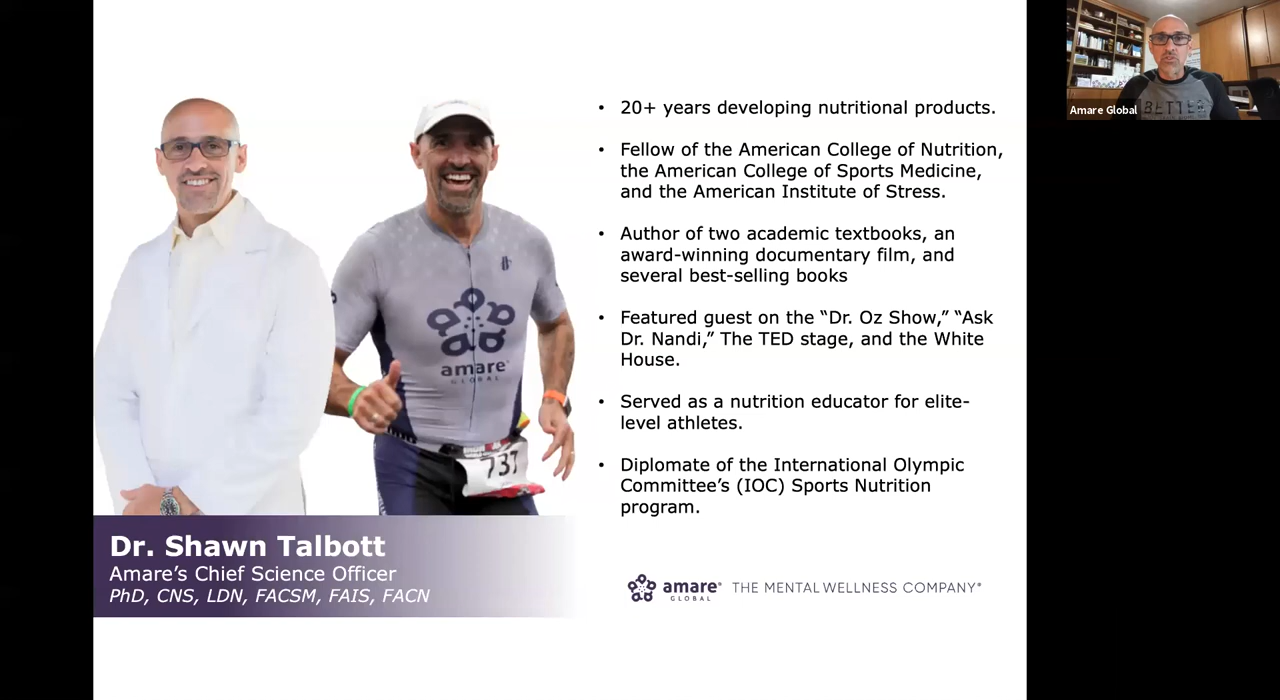 20+ years developing nutritional products.
Fellow of the American College of Nutrition,
the American College of Sports Medicine,
and the American Institute of Stress.
Author of two academic textbooks, an
award-winning documentary film, and
several best-selling books
Featured guest on the “Dr. Oz Show,” “Ask
Dr. Nandi,” The TED stage, and the White
House.
Served as a nutrition educator for elite-
level athletes.
Diplomate of the International Olympic
Committee’s (IOC) Sports Nutrition
program.
amare®
GLOBAL
737
Dr. Shawn Talbott
Amare’s Chief Science Officer
PhD, CNS, LDN, FACSM, FAIS, FACN
amare® THE MENTAL WELLNESS COMPANY®
GLOBAL
BETTER
Amare Global